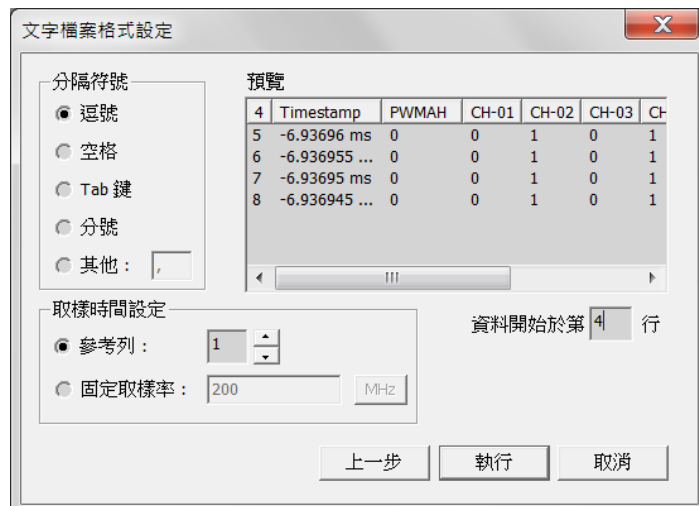 文字檔案格式設定
X
分隔符號
逗號
空格
Tab 鍵
分號
其他： ,
預覽
4 Timestamp PWMAH CH-01 CH-02 CH-03 CH
5 -6.93696 ms 0 0 1 0 1
6 -6.936955 ... 0 0 1 0 1
7 -6.93695 ms 0 0 1 0 1
8 -6.936945 ... 0 0 1 0 1
取樣時間設定
參考列： 1
固定取樣率： 200 MHz
資料開始於第 4 行
上一步 執行 取消